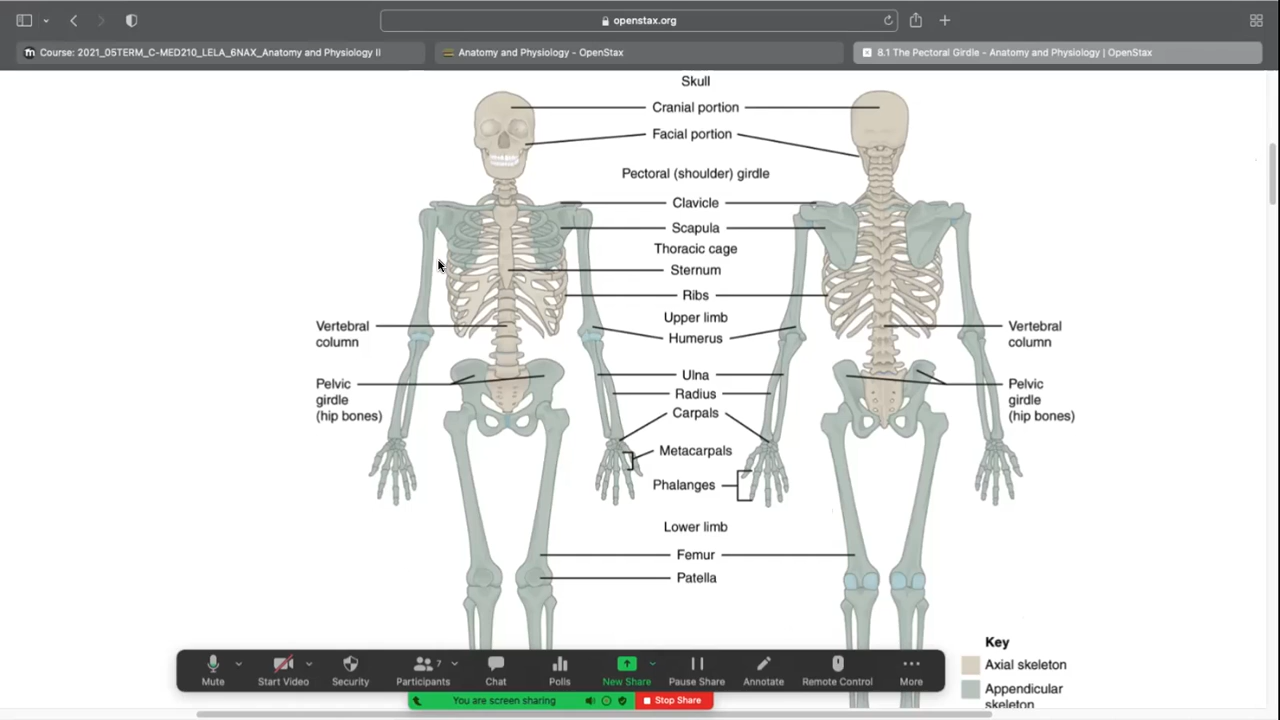 openstax.org
Course: 2021_05TERM_C-MED210_LELA_6NAX_Anatomy and Physiology II
Anatomy and Physiology - OpenStax
8.1 The Pectoral Girdle - Anatomy and Physiology | OpenStax
Skull
Cranial portion
Facial portion
Pectoral (shoulder) girdle
Clavicle
Scapula
Thoracic cage
Sternum
Ribs
Upper limb
Humerus
Vertebral
column
Vertebral
column
Ulna
Radius
Carpals
Pelvic
girdle
(hip bones)
Pelvic
girdle
(hip bones)
Metacarpals
Phalanges
Lower limb
Femur
Patella
Key
Axial skeleton
Appendicular
skeleton
Mute
Start Video
Security
7
Participants
Chat
Polls
New Share
Pause Share
Annotate
Remote Control
More
You are screen sharing
Stop Share